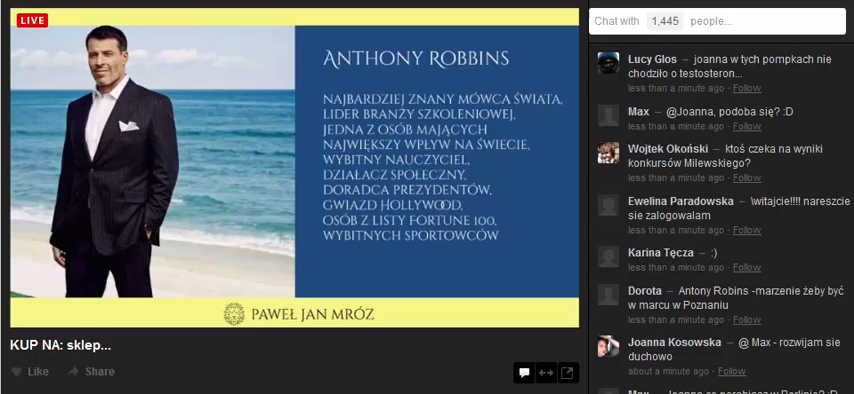 LIVE
ANTHONY ROBBINS
NAJBARDZIEJ ZNANY MÓWCA ŚWIATA,
LIDER BRANŻY SZKOLENIOWEJ,
JEDNA Z OSÓB MAJĄCYCH
NAJWIĘKSZY WPŁYW NA ŚWIECIE,
WYBITNY NAUCZYCIEL,
DZIAŁACZ SPOŁECZNY,
DORADCA PREZYDENTÓW,
GWIAZD HOLLYWOOD,
OSÓB Z LISTY FORTUNE 100,
WYBITNYCH SPORTOWCÓW
PAWEŁ JAN MRÓZ
KUP NA: sklep...
Like Share
Chat with 1,445 people...
Lucy Glos – joanna w tych pompkach nie
chodziło o testosteron...
less than a minute ago · Follow
Max – @Joanna, podoba się? :D
less than a minute ago · Follow
Wojtek Okoński – ktoś czeka na wyniki
konkursów Milewskiego?
less than a minute ago · Follow
Ewelina Paradowska – \witajcie!!!! nareszcie
sie zalogowalam
less than a minute ago · Follow
Karina Tęcza – :)
less than a minute ago · Follow
Dorota – Antony Robins -marzenie żeby być
w marcu w Poznaniu
less than a minute ago · Follow
Joanna Kosowska – @ Max - rozwijam sie
duchowo
about a minute ago · Follow
Max – Joanna co porabiasz w Berlinie? :D